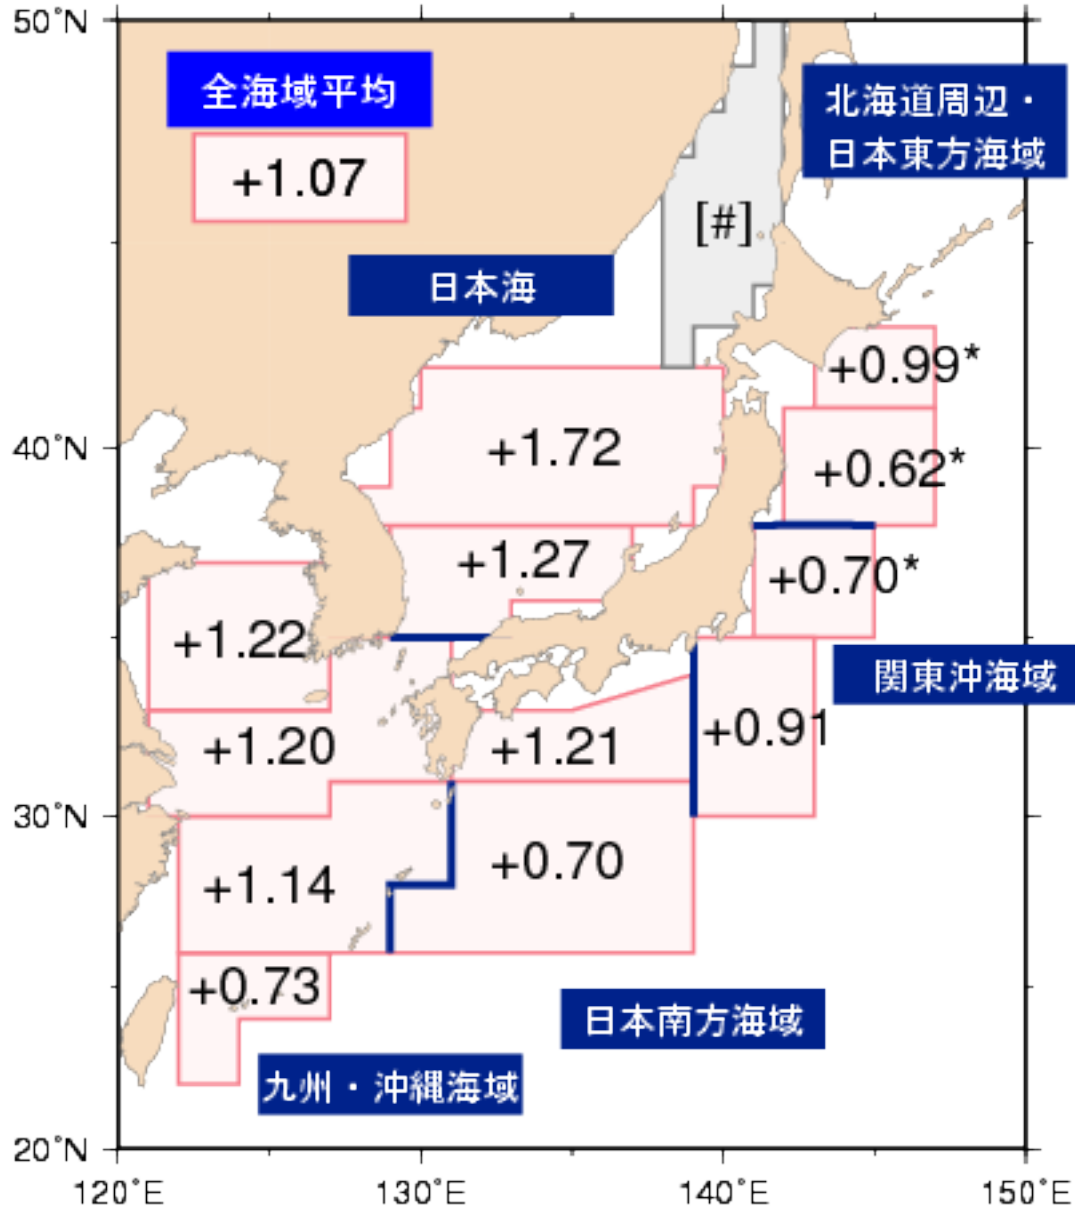 50°N
全海域平均
+1.07
北海道周辺・
日本東方海域
[#]
日本海
+0.99*
+1.72
40°N
+0.62*
+1.27
+0.70*
+1.22
関東沖海域
+0.91
+1.20
+1.21
30°N
+0.70
+1.14
+0.73
日本南方海域
九州・沖縄海域
20°N
120°E
130°E
140°E
150°E